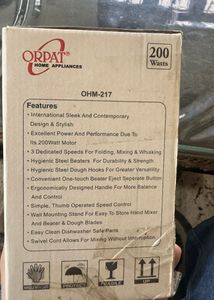 ORPAT®
HOME APPLIANCES
200
Watts
OHM-217
Features
• International Sleek And Contemporary
Design & Stylish
• Excellent Power And Performance Due To
Its 200Watt Motor
• 3 Dedicated Speeds For Folding, Mixing & Whisking
• Hygienic Steel Beaters For Durability & Strength
• Hygienic Steel Dough Hooks For Greater Versatility
• Convenient One-touch Beater Eject Seperate Button
• Ergonomically Designed Handle For More Balance
And Control
• Simple, Thumb Operated Speed Control
• Wall Mounting Stand For Easy To Store Hand Mixer
And Beater & Dough Blades
• Easy Clean Dishwasher Safe Parts
• Swivel Cord Allows For Mixing Without Interruption
FRAGILE
UP